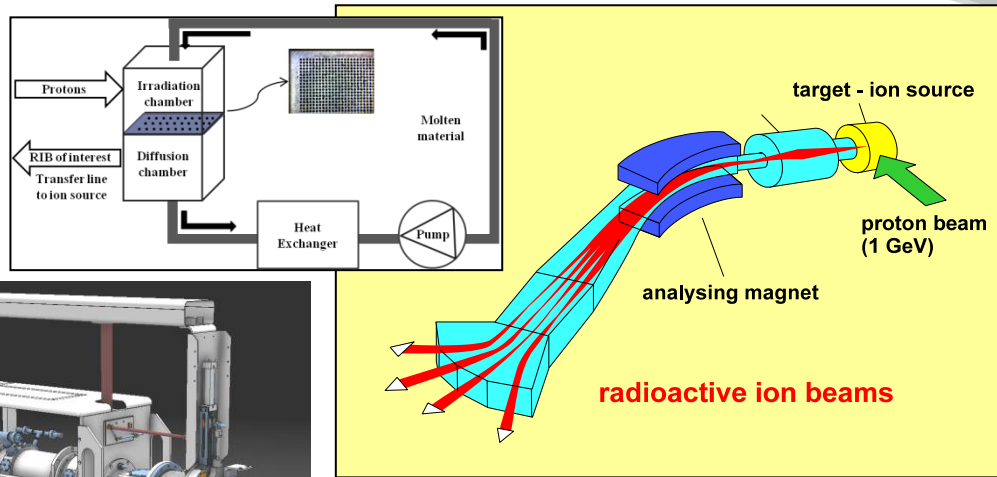 Protons
Irradiation
chamber
Molten
material
RIB of interest
Transfer line
to ion source
Diffusion
chamber
Heat
Exchanger
Pump
target - ion source
proton beam
(1 GeV)
analysing magnet
radioactive ion beams